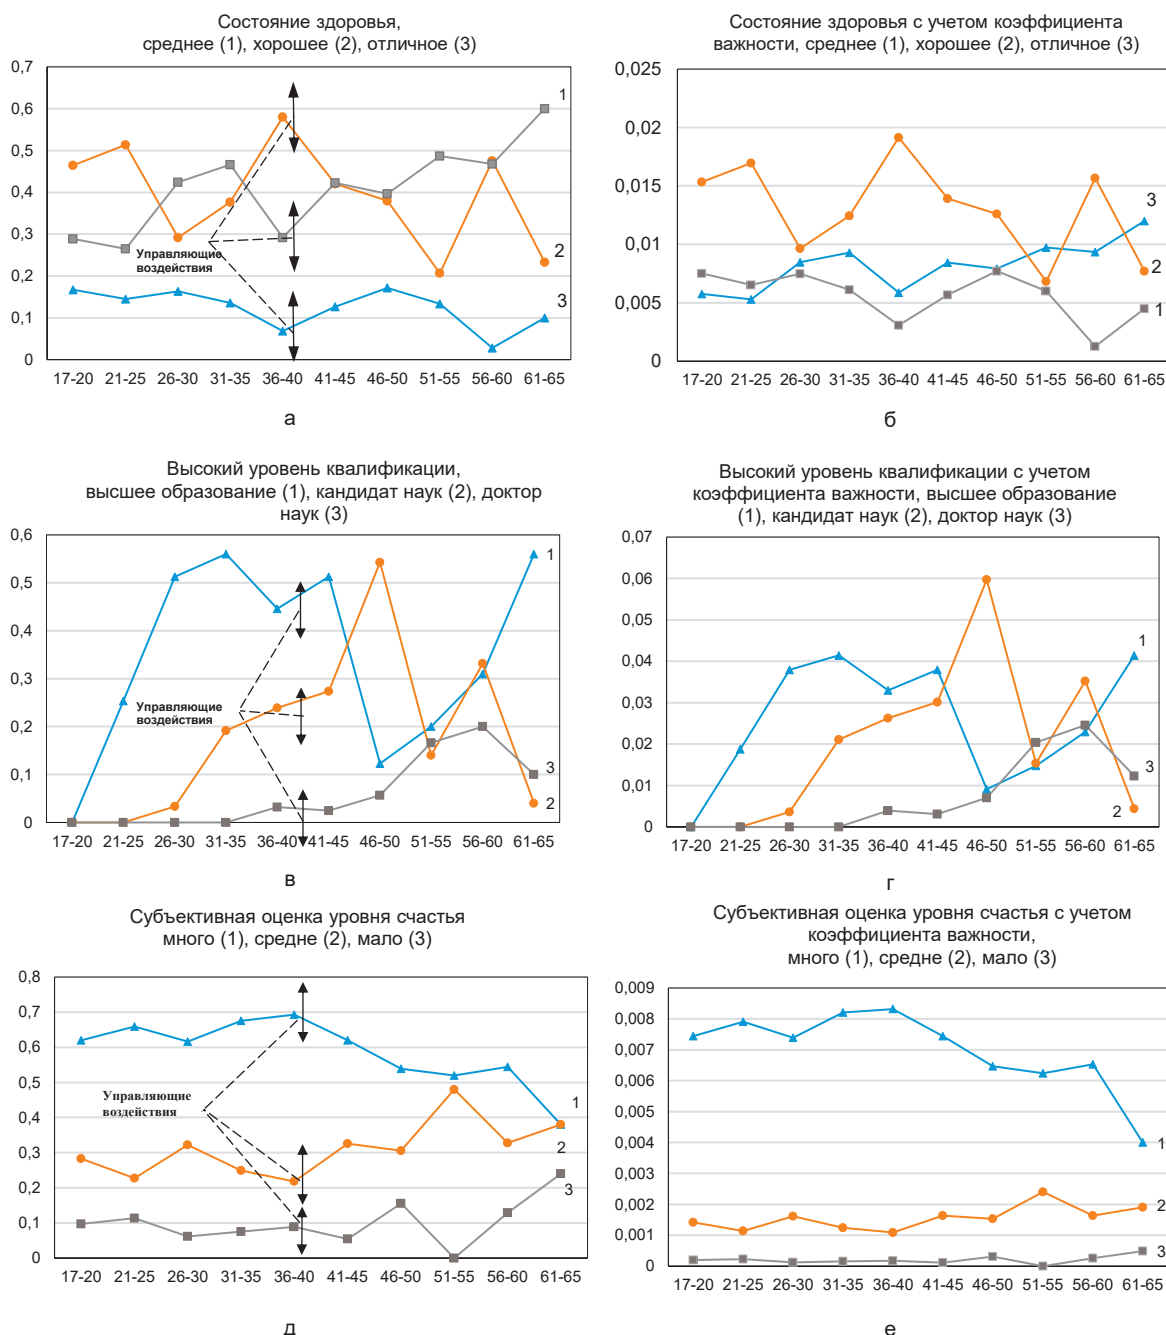 Состояние здоровья,
среднее (1), хорошее (2), отличное (3)
0,7
0,6
0,5
0,4
0,3
0,2
0,1
0
1
2
3
Управляющие
воздействия
17-20 21-25 26-30 31-35 36-40 41-45 46-50 51-55 56-60 61-65
а
Состояние здоровья с учетом коэффициента
важности, среднее (1), хорошее (2), отличное (3)
0,025
0,02
0,015
0,01
0,005
0
3
2
1
17-20 21-25 26-30 31-35 36-40 41-45 46-50 51-55 56-60 61-65
б
Высокий уровень квалификации,
высшее образование (1), кандидат наук (2), доктор
наук (3)
0,6
0,5
0,4
0,3
0,2
0,1
0
1
3
2
Управляющие
воздействия
17-20 21-25 26-30 31-35 36-40 41-45 46-50 51-55 56-60 61-65
в
Высокий уровень квалификации с учетом
коэффициента важности, высшее образование
(1), кандидат наук (2), доктор наук (3)
0,07
0,06
0,05
0,04
0,03
0,02
0,01
0
1
3
2
17-20 21-25 26-30 31-35 36-40 41-45 46-50 51-55 56-60 61-65
г
Субъективная оценка уровня счастья
много (1), средне (2), мало (3)
0,8
0,7
0,6
0,5
0,4
0,3
0,2
0,1
0
1
2
3
Управляющие
воздействия
17-20 21-25 26-30 31-35 36-40 41-45 46-50 51-55 56-60 61-65
д
Субъективная оценка уровня счастья с учетом
коэффициента важности,
много (1), средне (2), мало (3)
0,009
0,008
0,007
0,006
0,005
0,004
0,003
0,002
0,001
0
1
2
3
17-20 21-25 26-30 31-35 36-40 41-45 46-50 51-55 56-60 61-65
е